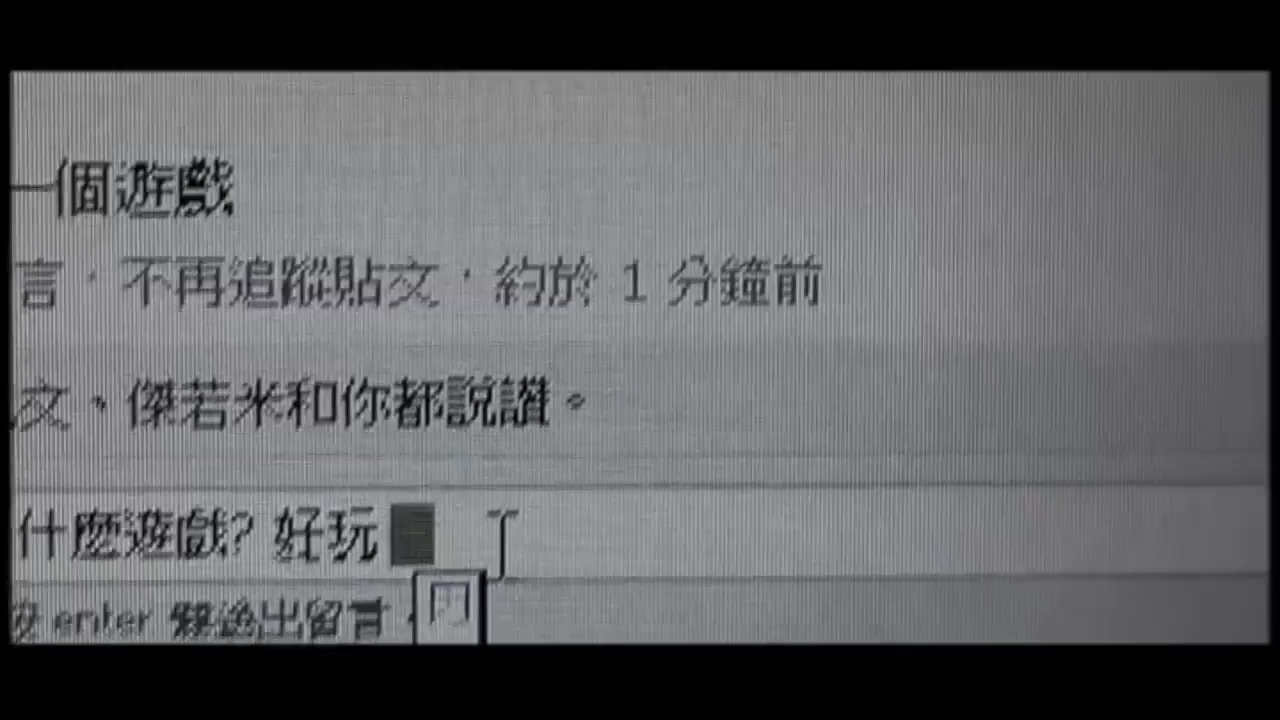 一個遊戲
言．不再追蹤貼文．約於 1 分鐘前
文、傑若米和你都說讚。
什麼遊戲? 好玩
enter 鍵送出留言